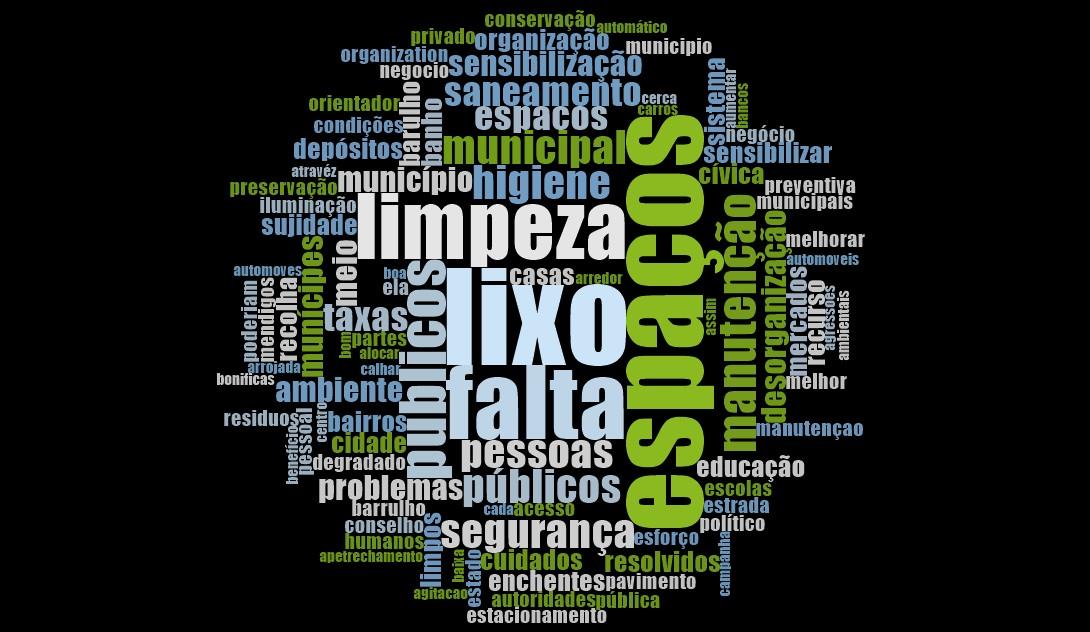 conservação
automático
privado
organização
municipio
organization
negocio
sensibilização
sistema
aumentar
bancos
saneamento
cerca
orientador
barulho
banho
espacos
carros
condições
negócio
depósitos
municipal
espaços
sensibilizar
atravéz
município
higiene
cívica
preservação
preventiva
iluminação
limpeza
manutenção
municipais
sujidade
desorganização
munícipes
meio
melhorar
automoves
publicos
boa
casas
arredor
automoveis
ela
poderiam
mendigos
recolha
lixo
assim
mercados
recurso
agressões
ambientais
taxas
bom
partes
alocar
arrojada
calhar
falta
bonificas
ambiente
melhor
residuos
pessoal
centro
bairros
manutençao
benefícios
cidade
pessoas
degradado
educação
problemas
públicos
escolas
barrulho
cada
acesso
estrada
conselho
limpos
segurança
político
humanos
esforço
campanha
apetrechamento
baixa
estado
cuidados
resolvidos
enchentes
pavimento
agitacao
autoridades
pública
estacionamento